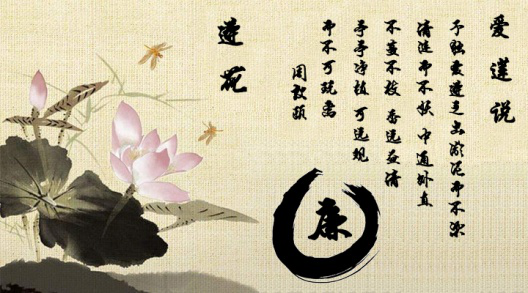 爱莲说
予独爱莲之出淤泥而不染
清涟而不妖 中通外直
不蔓不枝 香远益清
亭亭净植 可远观
而不可玩焉
周敦颐
莲花
廉